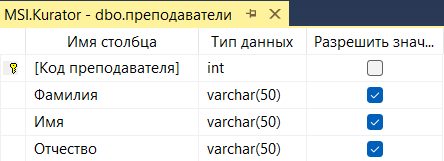 MSI.Kurator - dbo.преподаватели
Имя столбца Тип данных Разрешить знач...
[Код преподавателя] int
Фамилия varchar(50)
Имя varchar(50)
Отчество varchar(50)